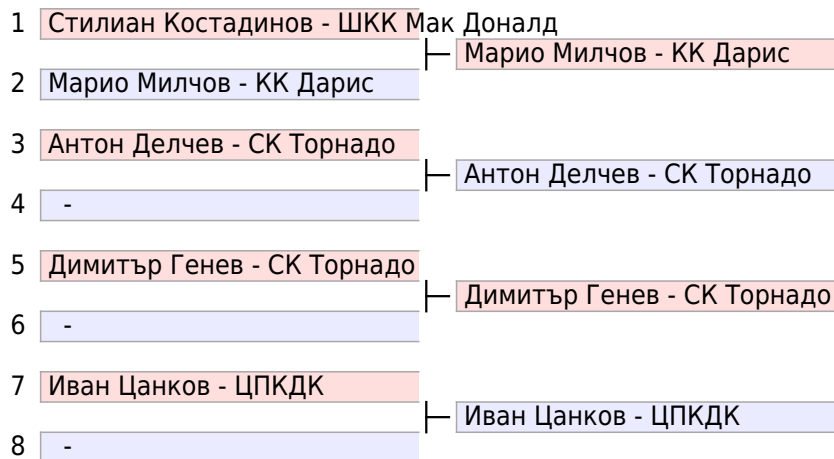 1 Стилиан Костадинов - ШКК Мак Доналд
Марио Милчов - КК Дарис
2 Марио Милчов - КК Дарис
3 Антон Делчев - СК Торнадо
Антон Делчев - СК Торнадо
4 -
5 Димитър Генев - СК Торнадо
Димитър Генев - СК Торнадо
6 -
7 Иван Цанков - ЦПКДК
Иван Цанков - ЦПКДК
8 -